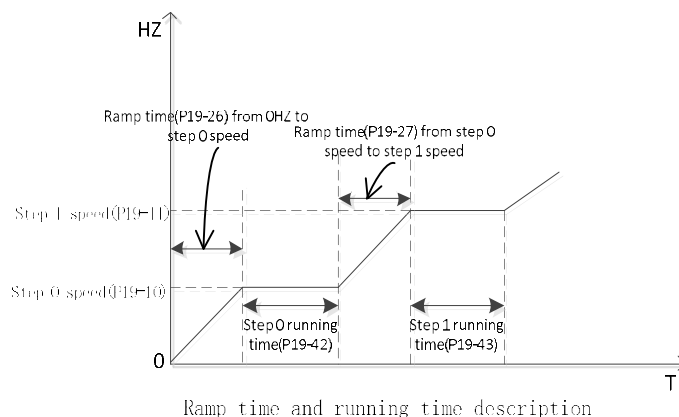 HZ
Ramp time(P19-26) from 0HZ to
step 0 speed
Ramp time(P19-27) from step 0
speed to step 1 speed
Step 1 speed(P19-11)
Step 0 speed(P19-10)
Step 0 running
time(P19-42)
Step 1 running
time(P19-43)
0
T
Ramp time and running time description